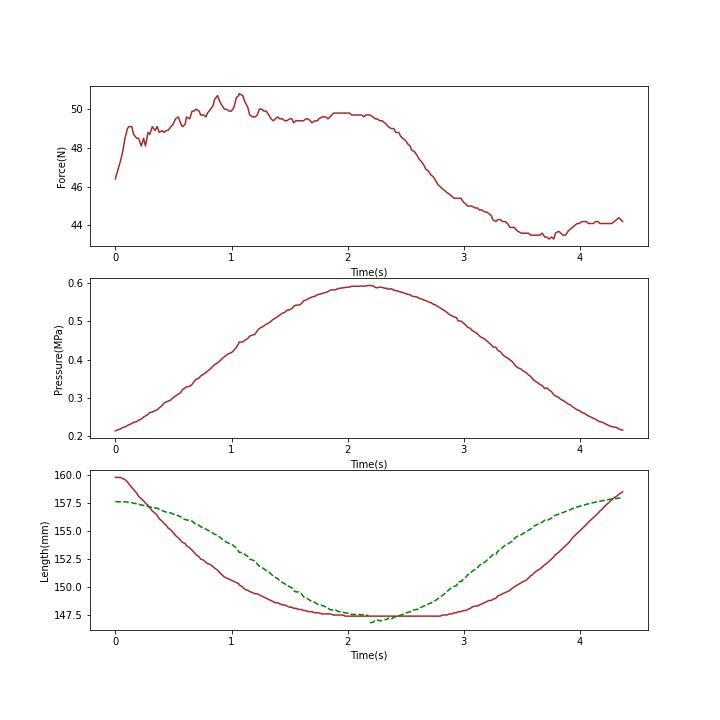 50
48
46
44
Force(N)
0 1 2 3 4
Time(s)
0.6
0.5
0.4
0.3
0.2
Pressure(MPa)
0 1 2 3 4
Time(s)
160.0
157.5
155.0
152.5
150.0
147.5
Length(mm)
0 1 2 3 4
Time(s)